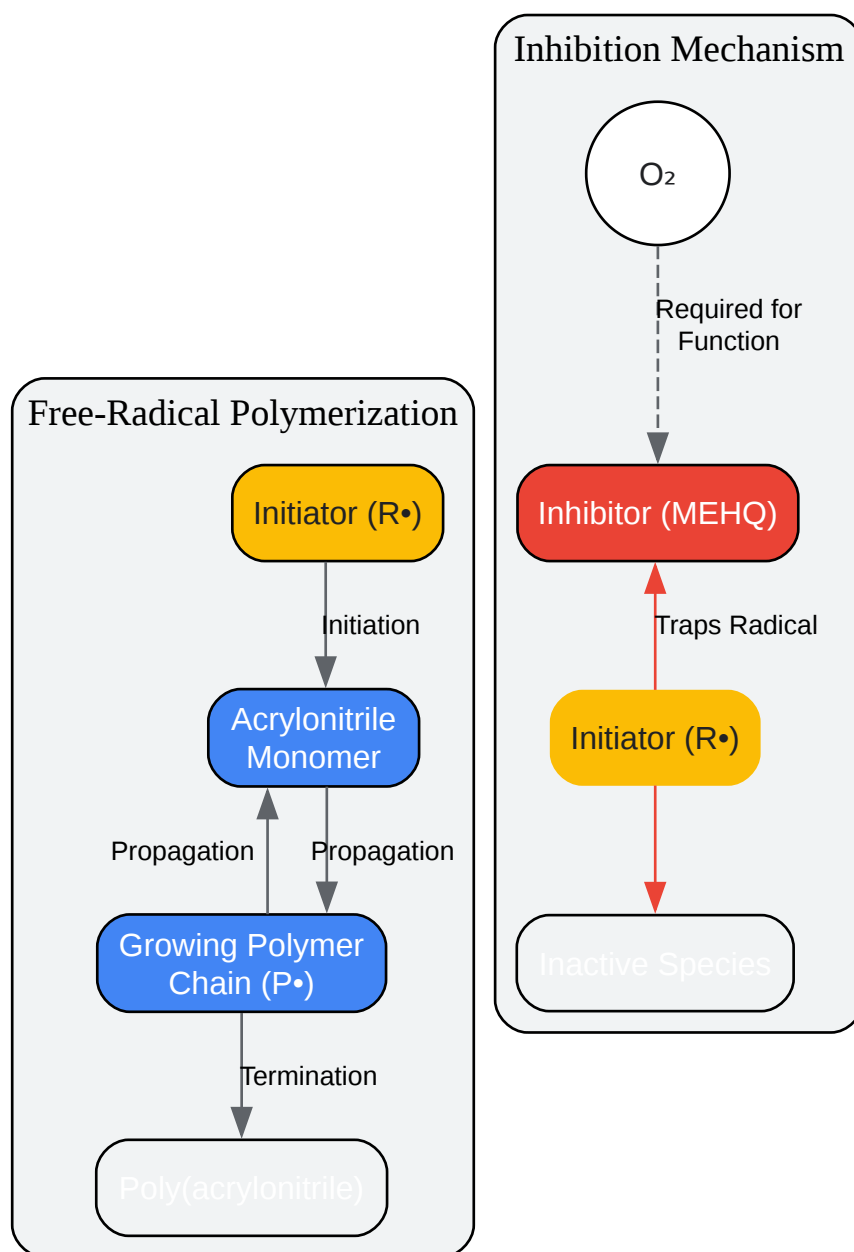 Inhibition Mechanism
O₂
Required for
Function
Inhibitor (MEHQ)
Traps Radical
Initiator (R•)
Inactive Species
Free-Radical Polymerization
Initiator (R•)
Initiation
Acrylonitrile
Monomer
Propagation
Propagation
Growing Polymer
Chain (P•)
Termination
Poly(acrylonitrile)